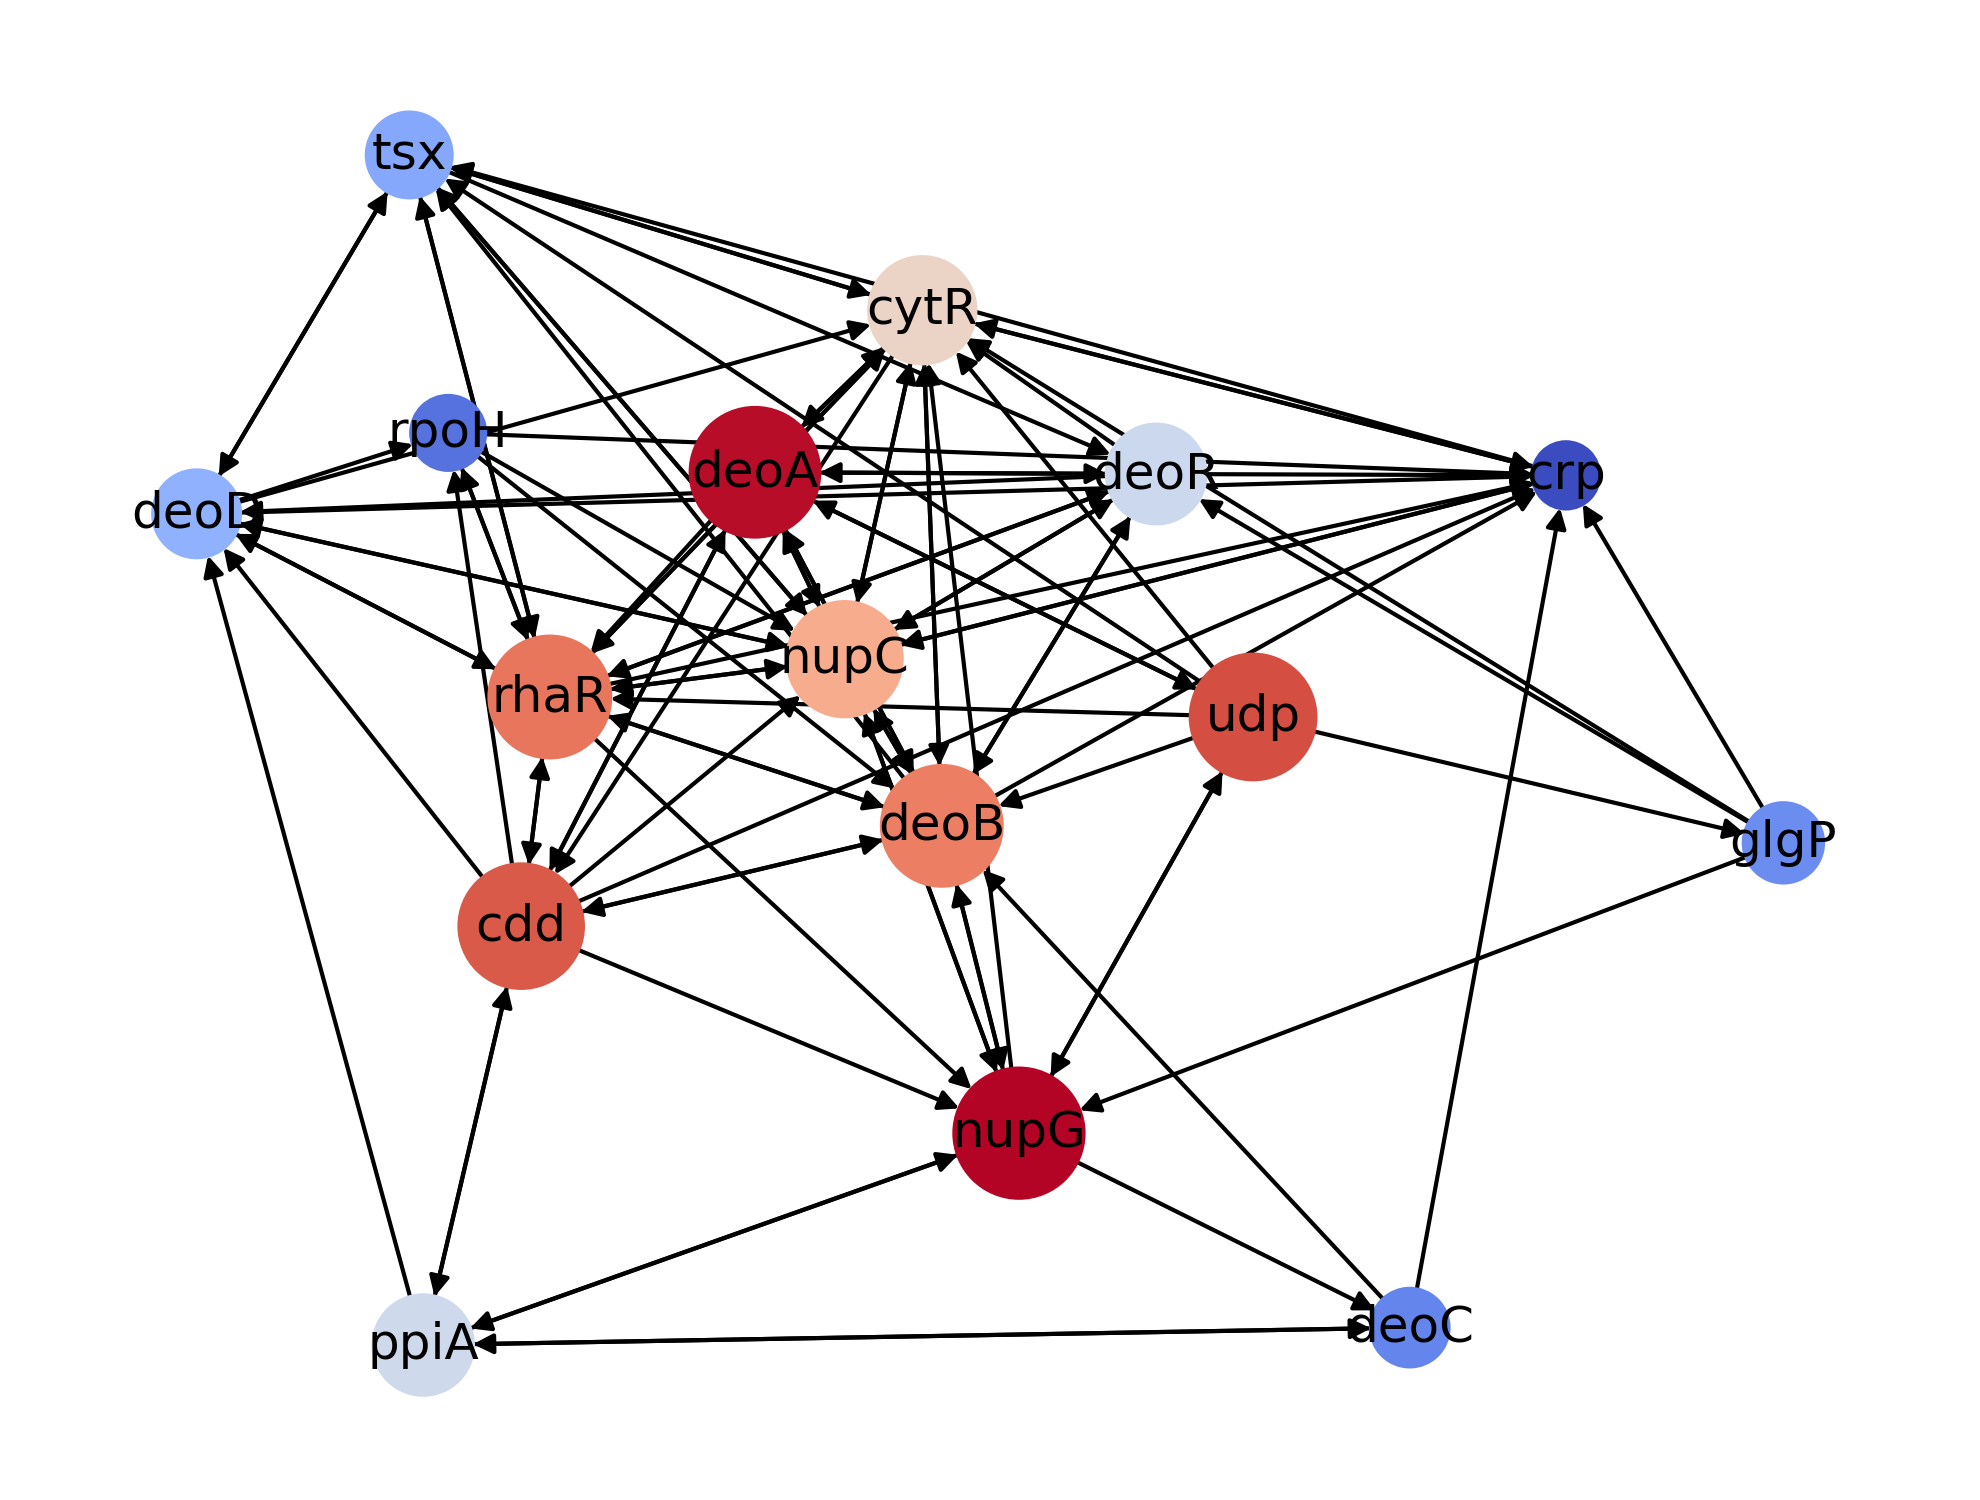 tsx
cytR
rpoH
deoA
deoR
crp
deoD
nupC
rhaR
udp
deoB
glgP
cdd
nupG
deoC
ppiA